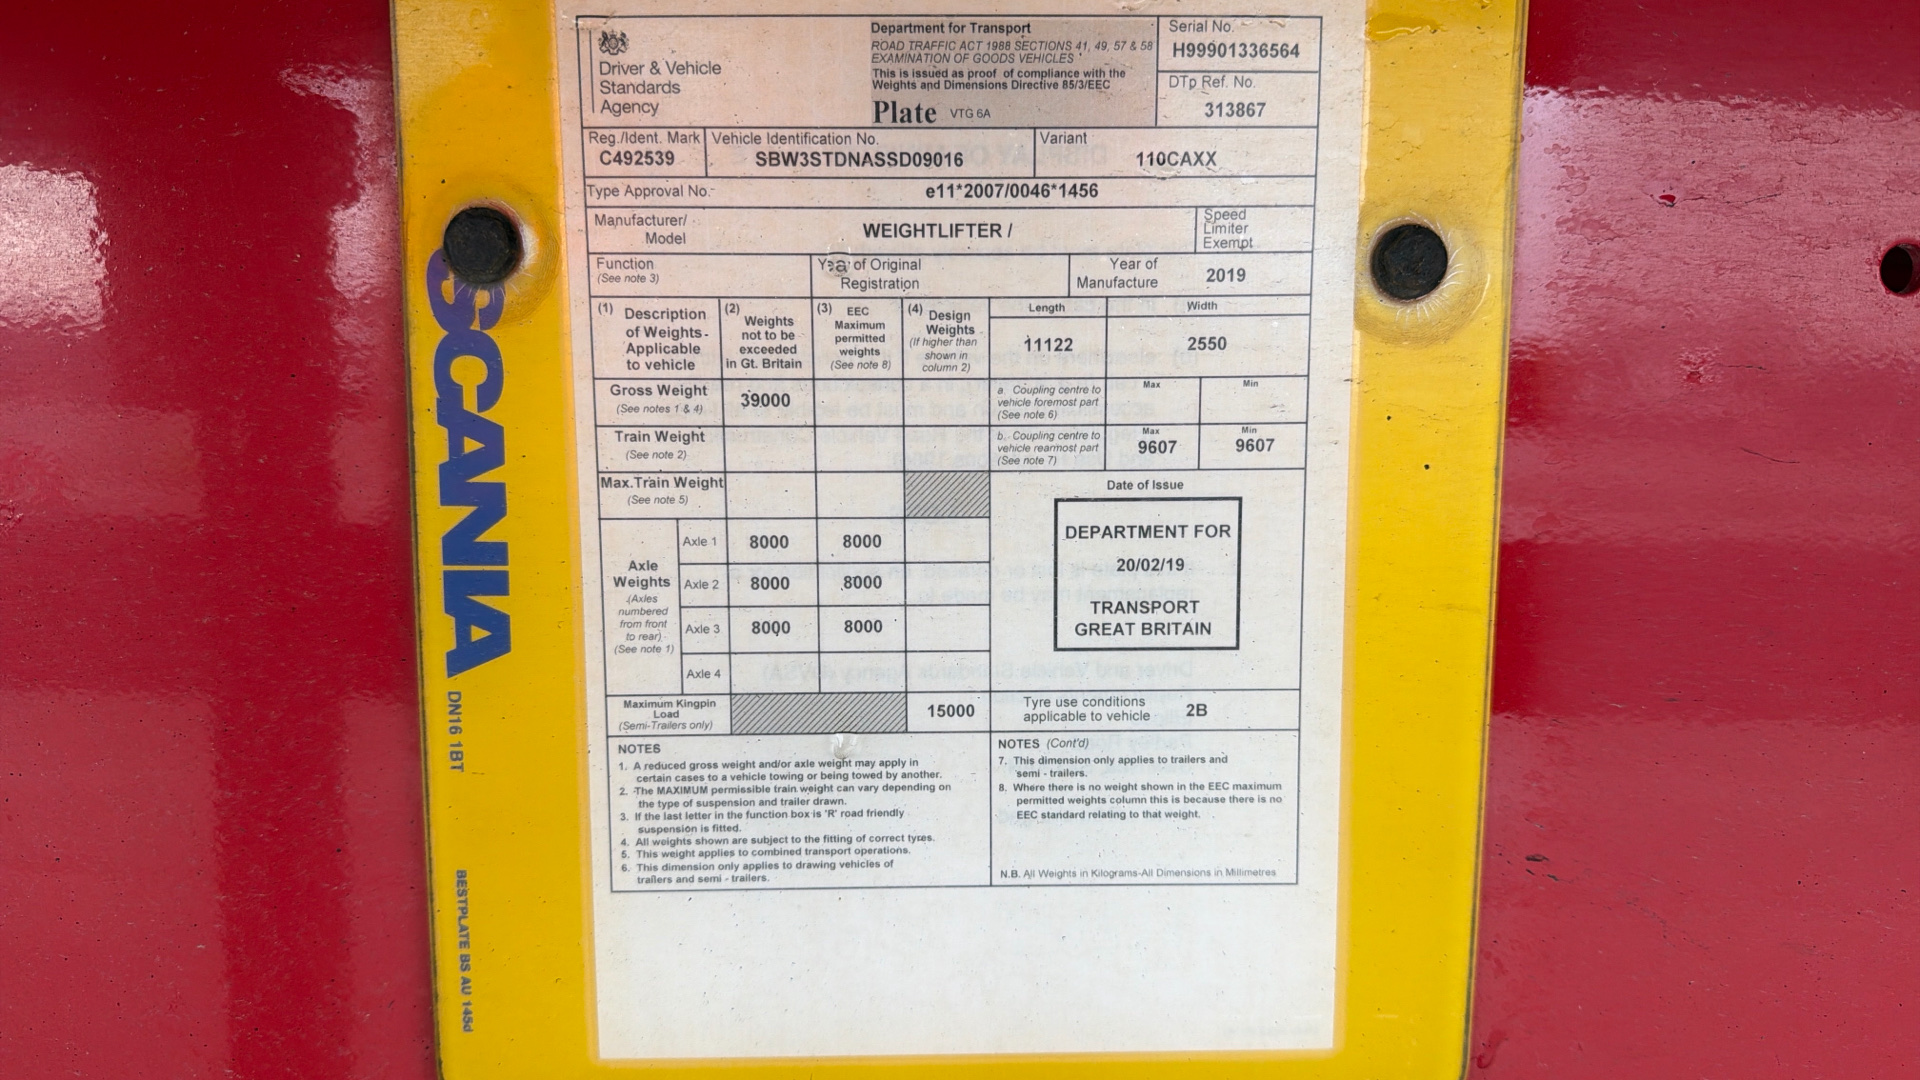 Driver & Vehicle
Standards
Agency
Department for Transport
ROAD TRAFFIC ACT 1988 SECTIONS 41, 49, 57 & 58
EXAMINATION OF GOODS VEHICLES
This is issued as proof of compliance with the
Weights and Dimensions Directive 85/3/EEC
Plate VTG 6A
Serial No.
H99901336564
DTp Ref. No.
313867
Reg./Ident. Mark
C492539
Vehicle Identification No.
SBW3STDNASSD09016
Variant
110CAXX
Type Approval No.
e11*2007/0046*1456
Manufacturer/
Model
WEIGHTLIFTER /
Speed
Limiter
Exempt
Function
(See note 3)
Year of Original
Registration
Year of
Manufacture
2019
(1) Description
of Weights
Applicable
to vehicle
(2) Weights
not to be
exceeded
in Gt. Britain
(3) EEC
Maximum
permitted
weights
(See note 8)
(4) Design
Weights
(If higher than
shown in
column 2)
Length
11122
Width
2550
Gross Weight
(See notes 1 & 4)
39000
a. Coupling centre to
vehicle foremost part
(See note 6)
Max
Min
Train Weight
(See note 2)
b. Coupling centre to
vehicle rearmost part
(See note 7)
Max
9607
Min
9607
Max.Train Weight
(See note 5)
Axle
Weights
(Axles
numbered
from front
to rear)
(See note 1)
Axle 1 8000 8000
Axle 2 8000 8000
Axle 3 8000 8000
Axle 4
Date of Issue
DEPARTMENT FOR
20/02/19
TRANSPORT
GREAT BRITAIN
Maximum Kingpin
Load
(Semi-Trailers only)
15000
Tyre use conditions
applicable to vehicle
2B
NOTES
1. A reduced gross weight and/or axle weight may apply in
certain cases to a vehicle towing or being towed by another.
2. The MAXIMUM permissible train weight can vary depending on
the type of suspension and trailer drawn.
3. If the last letter in the function box is 'R' road friendly
suspension is fitted.
4. All weights shown are subject to the fitting of correct tyres.
5. This weight applies to combined transport operations.
6. This dimension only applies to drawing vehicles of
trailers and semi - trailers.
NOTES (Cont'd)
7. This dimension only applies to trailers and
semi - trailers.
8. Where there is no weight shown in the EEC maximum
permitted weights column this is because there is no
EEC standard relating to that weight.
N.B. All Weights in Kilograms-All Dimensions in Millimetres
SCANIA
DN16 1BT
BESTPLATE BS AU 145d